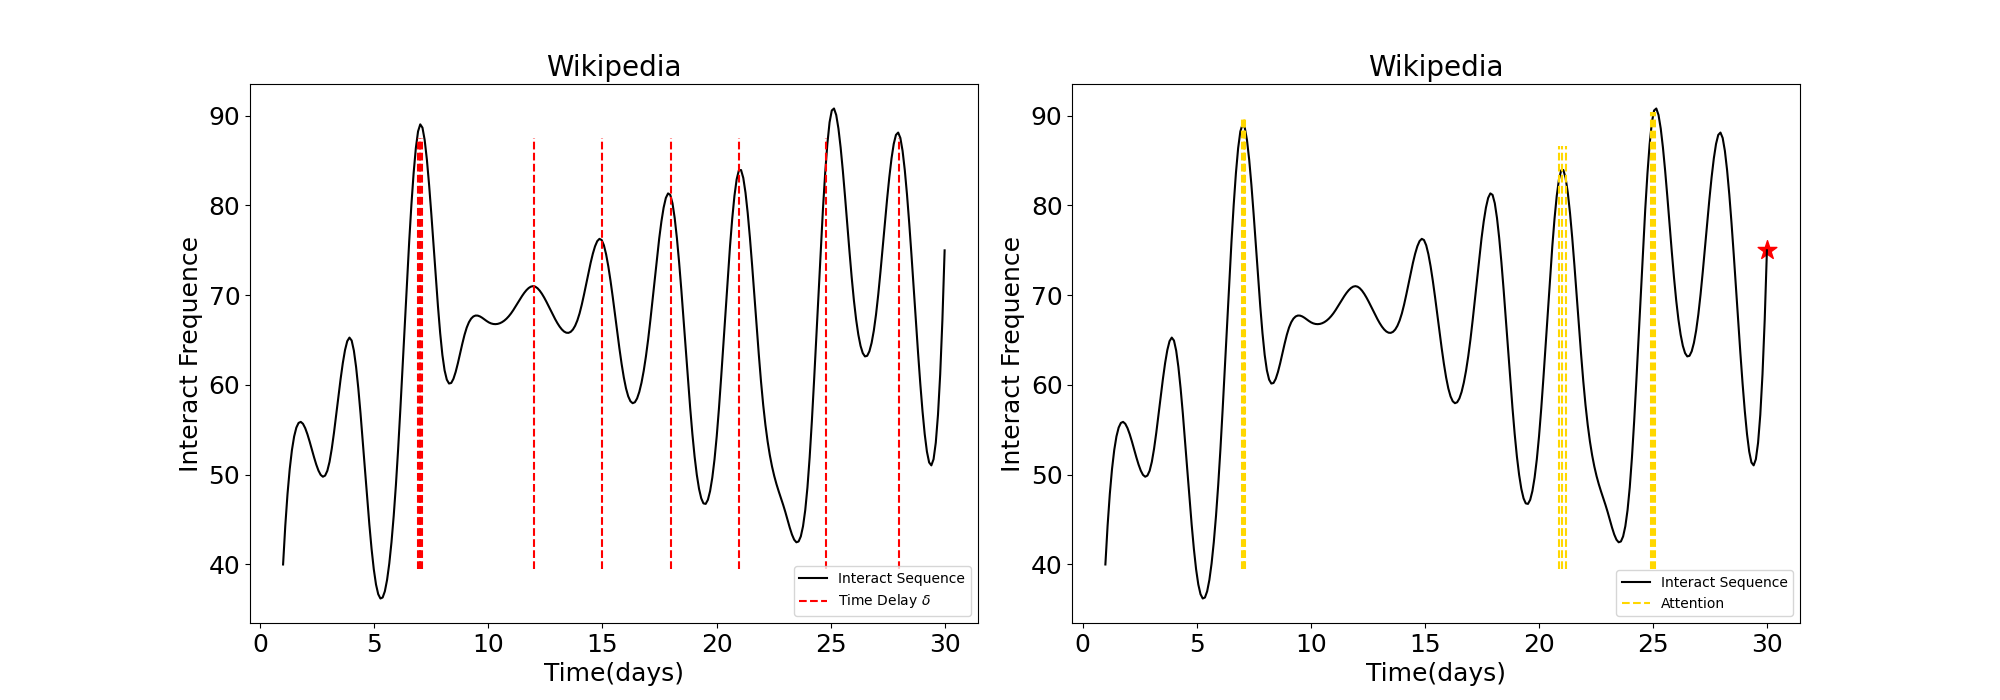 Wikipedia
90
80
70
60
50
40
Interact Frequence
0 5 10 15 20 25 30
Time(days)
Interact Sequence
Time Delay δ
Wikipedia
90
80
70
60
50
40
Interact Frequence
0 5 10 15 20 25 30
Time(days)
Interact Sequence
Attention